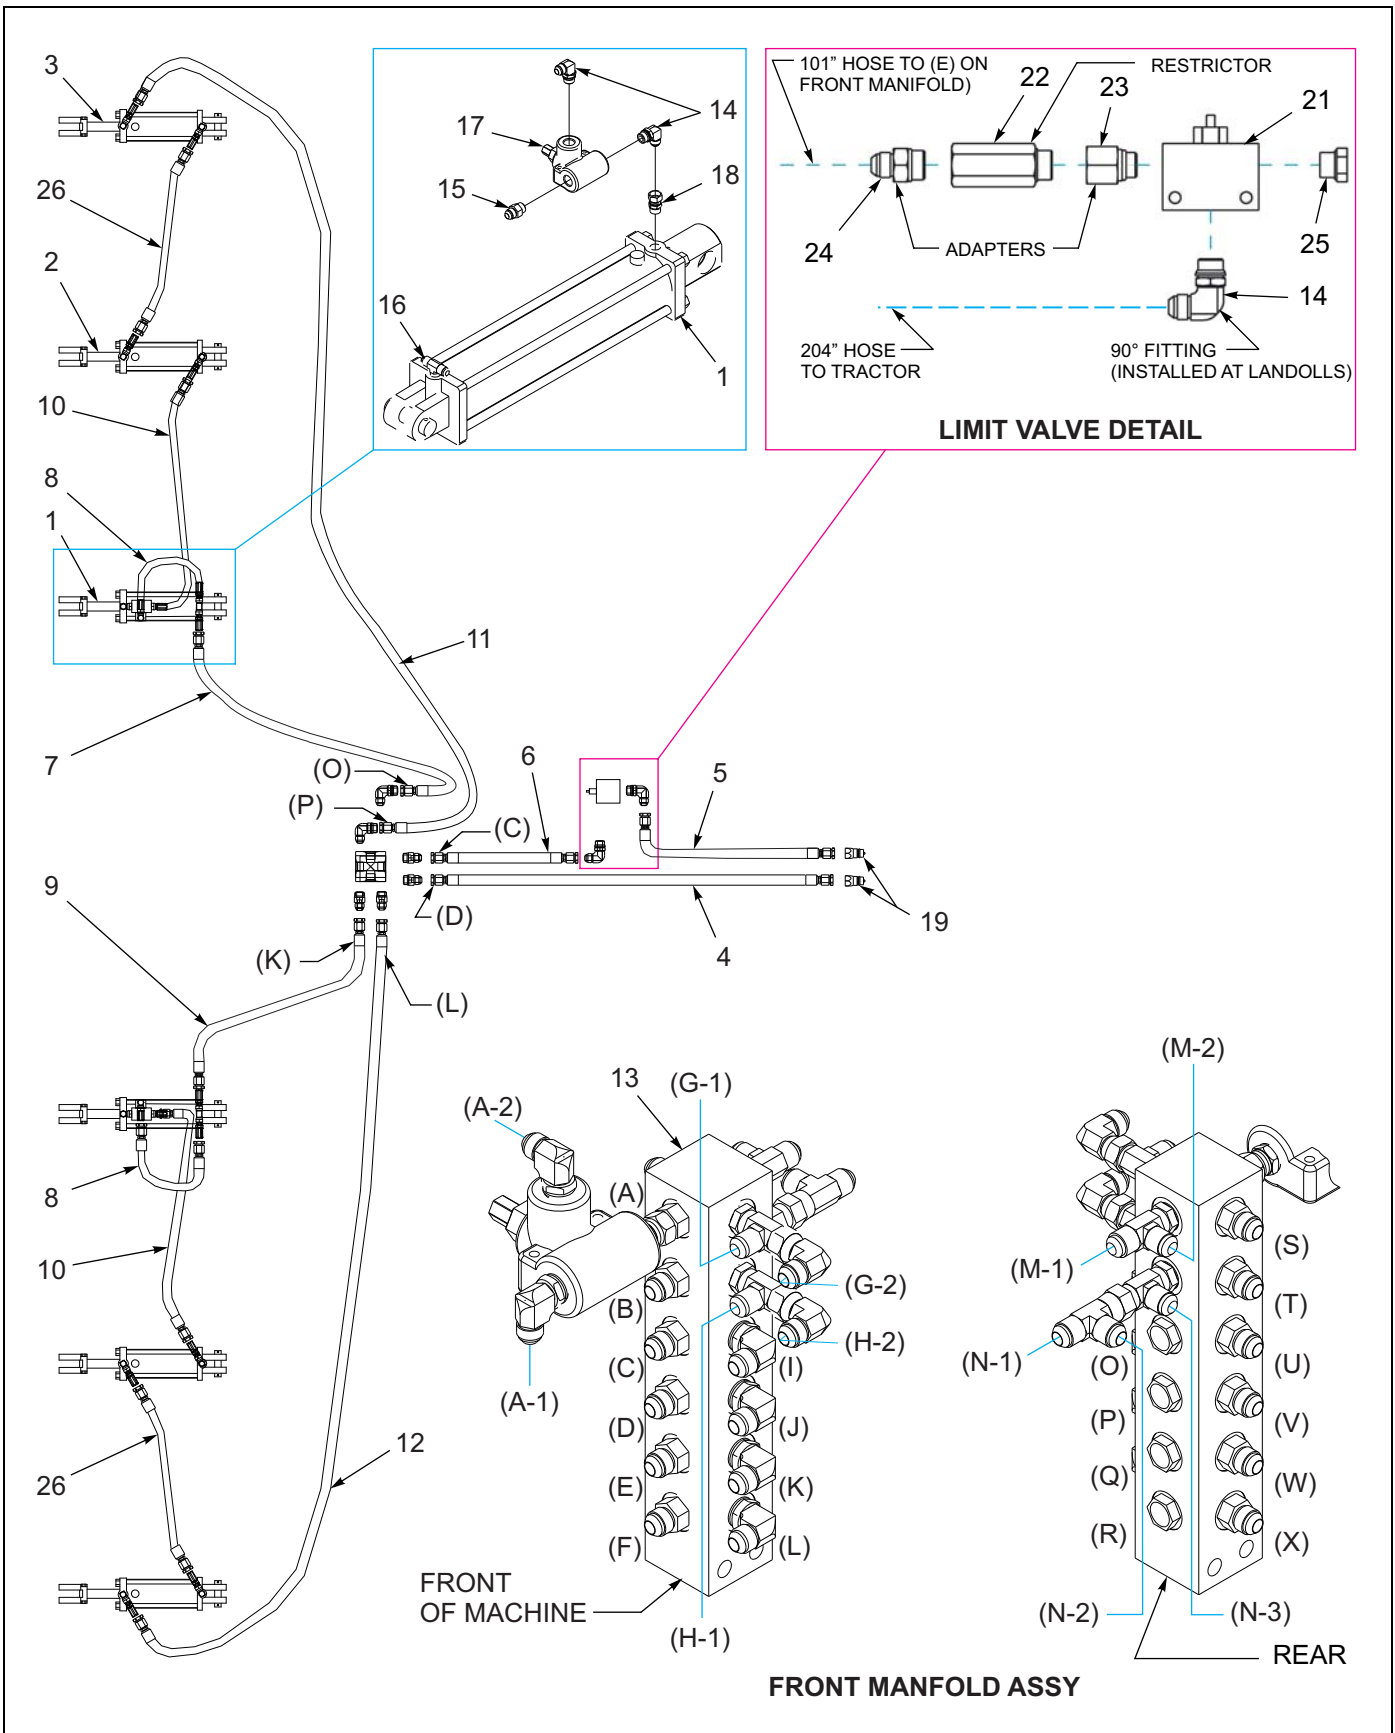 3
26
2
10
8
1
7
11
14
17
15
18
16
1
101” HOSE TO (E) ON
FRONT MANIFOLD)
22
RESTRICTOR
23
21
24
ADAPTERS
25
14
204” HOSE
TO TRACTOR
90° FITTING
(INSTALLED AT LANDOLLS)
LIMIT VALVE DETAIL
(O)
(P)
(C)
6
5
(D)
4
19
9
(K)
(L)
8
10
26
12
13
(G-1)
(A-2)
(A)
(B)
(C)
(D)
(E)
(F)
(A-1)
(G-2)
(H-2)
(I)
(J)
(K)
(L)
FRONT
OF MACHINE
(H-1)
(M-2)
(M-1)
(N-1)
(O)
(P)
(Q)
(R)
(S)
(T)
(U)
(V)
(W)
(X)
(N-2)
(N-3)
REAR
FRONT MANFOLD ASSY